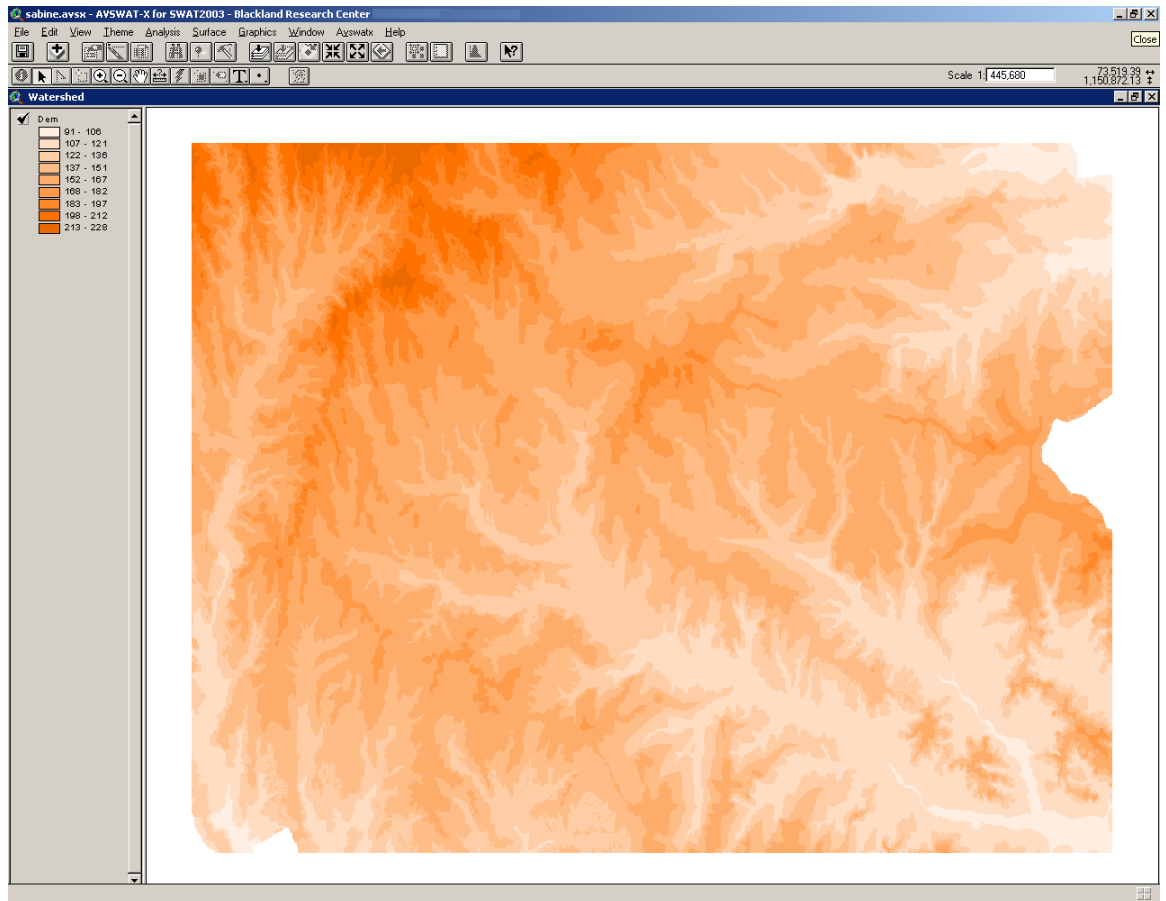 sabine.avsx - AVSWAT-X for SWAT2003 - Blackland Research Center
File Edit View Theme Analysis Surface Graphics Window Avswatx Help
Close
T
Scale 1: 445,680
73,519.39
1,150,872.13
Watershed
Dem
91 - 106
107 - 121
122 - 136
137 - 151
152 - 167
168 - 182
183 - 197
198 - 212
213 - 228